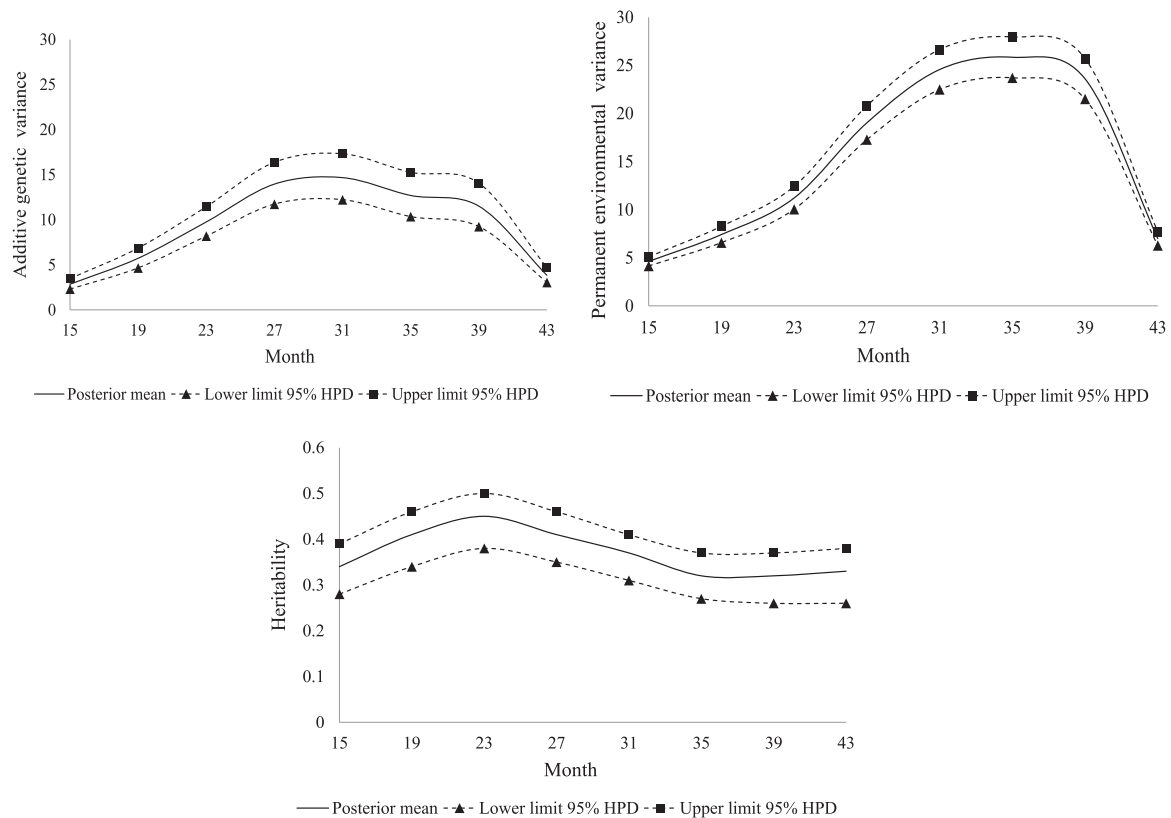 Additive genetic variance
30
25
20
15
10
5
0
15 19 23 27 31 35 39 43
Month
Posterior mean Lower limit 95% HPD Upper limit 95% HPD
Permanent environmental variance
30
25
20
15
10
5
0
15 19 23 27 31 35 39 43
Month
Posterior mean Lower limit 95% HPD Upper limit 95% HPD
Heritability
0.6
0.5
0.4
0.3
0.2
0.1
0
15 19 23 27 31 35 39 43
Month
Posterior mean Lower limit 95% HPD Upper limit 95% HPD